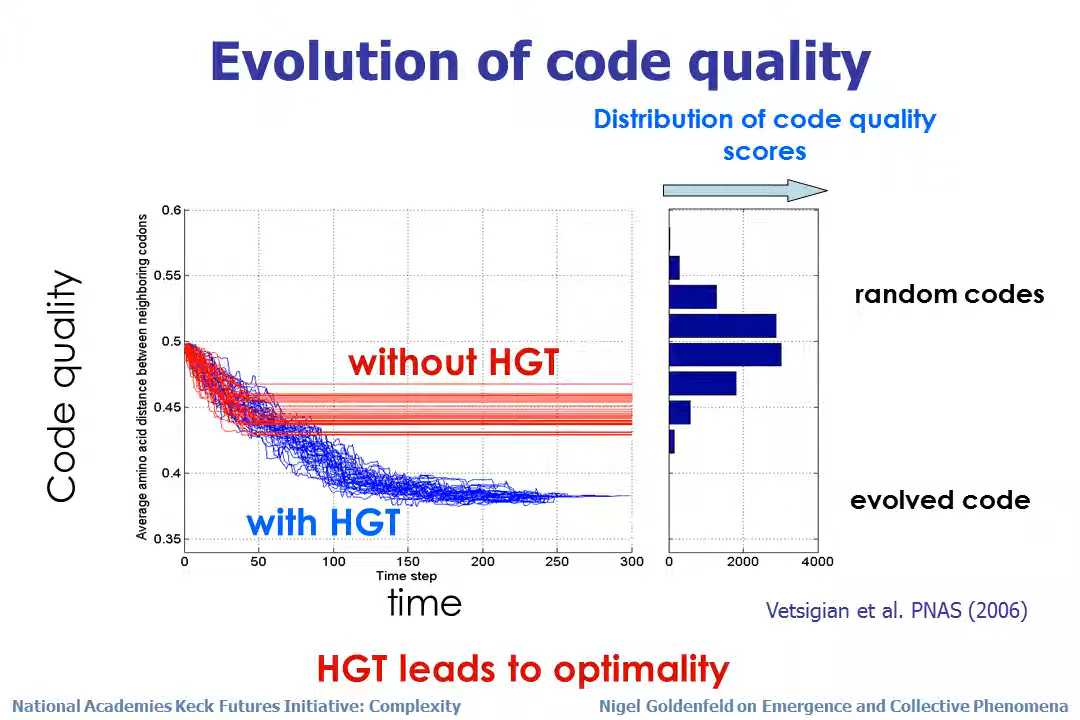 Evolution of code quality
Distribution of code quality
scores
Code quality
Average amino acid distance between neighboring codons
0.6
0.55
0.5
0.45
0.4
0.35
without HGT
with HGT
random codes
evolved code
0 50 100 150 200 250 300
0 2000 4000
Time step
time
Vetsigian et al. PNAS (2006)
HGT leads to optimality
National Academies Keck Futures Initiative: Complexity
Nigel Goldenfeld on Emergence and Collective Phenomena